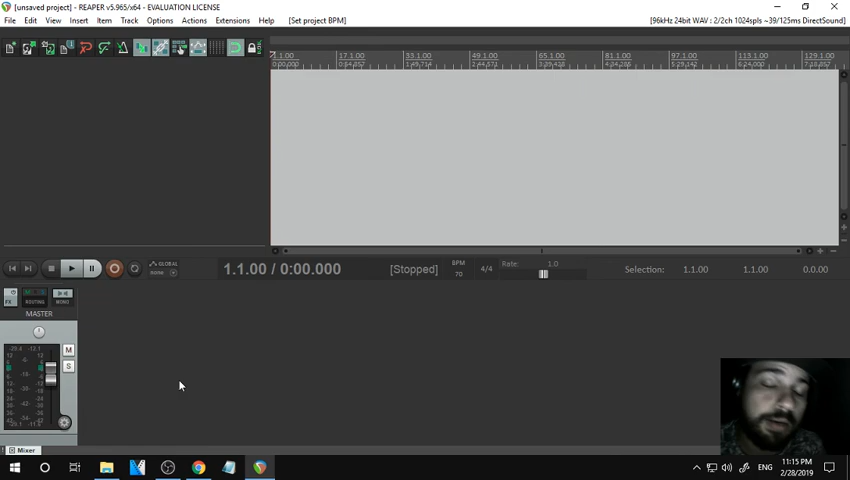 [unsaved project] - REAPER v5.965/x64 - EVALUATION LICENSE
File Edit View Insert Item Track Options Actions Extensions Help [Set project BPM]
[96kHz 24bit WAV : 2/2ch 1024spls ~39/125ms DirectSound]
1.1.00 17.1.00 33.1.00 49.1.00 65.1.00 81.1.00 97.1.00 113.1.00 129.1.00
0:00.000 0:54.857 1:49.714 2:44.571 3:39.428 4:34.285 5:29.142 6:24.000 7:18.857
GLOBAL
NONE
1.1.00 / 0:00.000 [Stopped]
BPM
70
4/4
Rate: 1.0
Selection: 1.1.00 1.1.00 0.0.00
FX ROUTING MONO
MASTER
M
S
Mixer
ENG
11:15 PM
2/28/2019